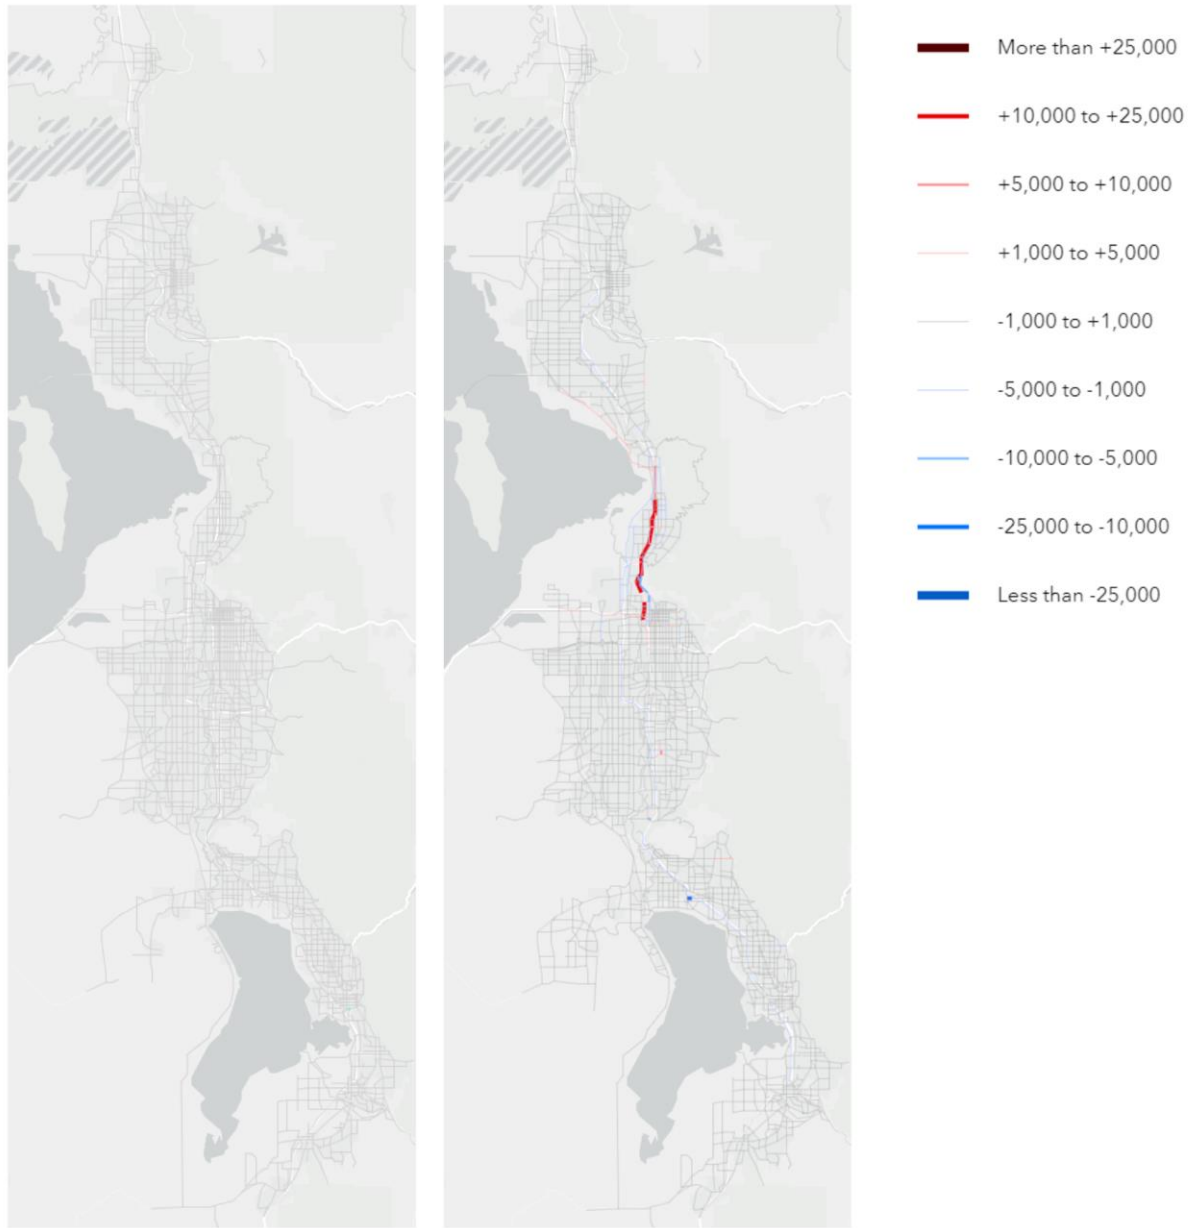 More than +25,000
+10,000 to +25,000
+5,000 to +10,000
+1,000 to +5,000
-1,000 to +1,000
-5,000 to -1,000
-10,000 to -5,000
-25,000 to -10,000
Less than -25,000